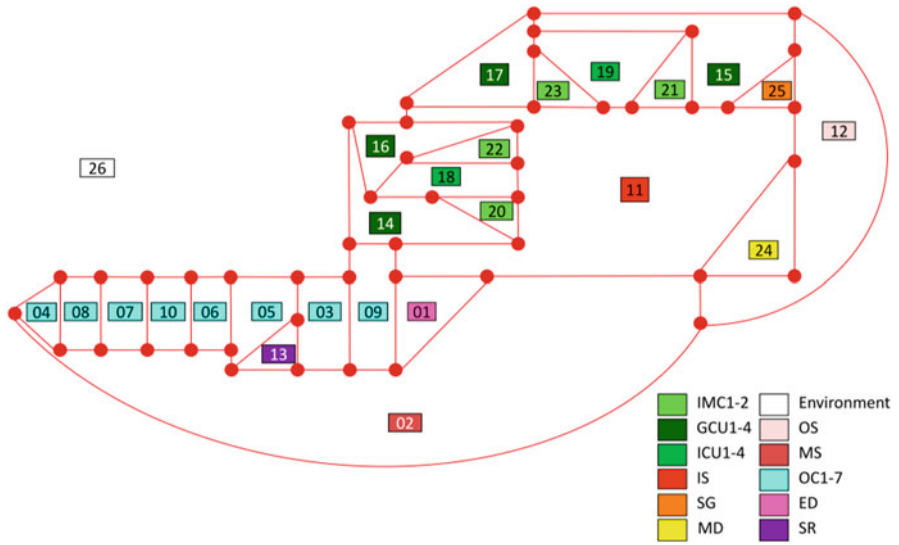 17
23
19
21
15
25
12
16
22
18
20
14
11
24
26
04
08
07
10
06
05
13
03
09
01
02
IMC1-2
GCU1-4
ICU1-4
IS
SG
MD
Environment
OS
MS
OC1-7
ED
SR